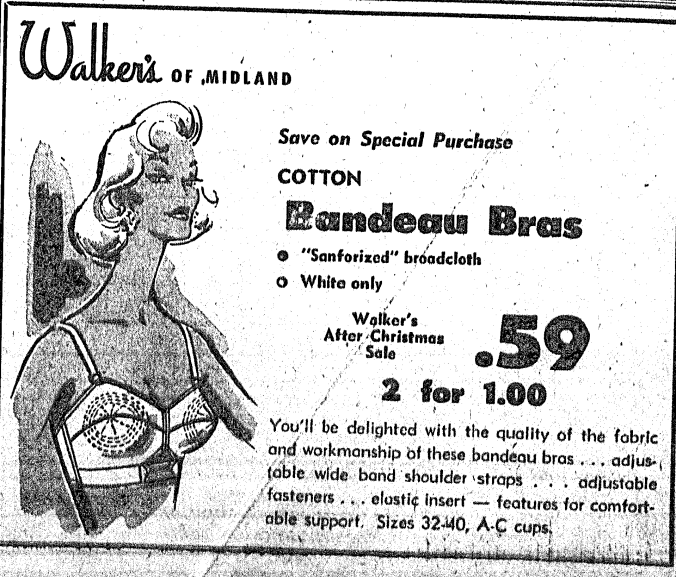 Walker's OF MIDLAND
Save on Special Purchase
COTTON
Bandeau Bras
• "Sanforized" broadcloth
• White only
Walker's
After Christmas
Sale
.59
2 for 1.00
You'll be delighted with the quality of the fabric
and workmanship of these bandeau bras . . . adjus-
table wide band shoulder straps . . . adjustable
fasteners . . . elastic insert — features for comfort-
able support. Sizes 32-40, A-C cups.